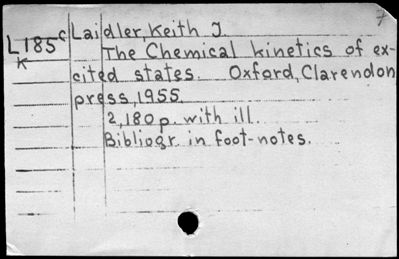 7
Laidler, Keith J.
L185c The Chemical kinetics of ex-
K cited states. Oxford, Clarendon
press, 1955.
2, 180 p. with ill.
Bibliogr. in foot-notes.